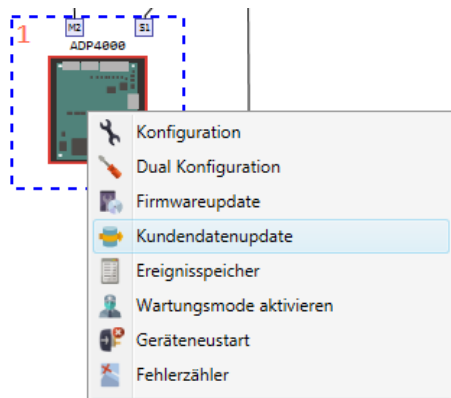 1
M2
S1
ADP4000
Konfiguration
Dual Konfiguration
Firmwareupdate
Kundendatenupdate
Ereignisspeicher
Wartungsmode aktivieren
Geräteneustart
Fehlerzähler